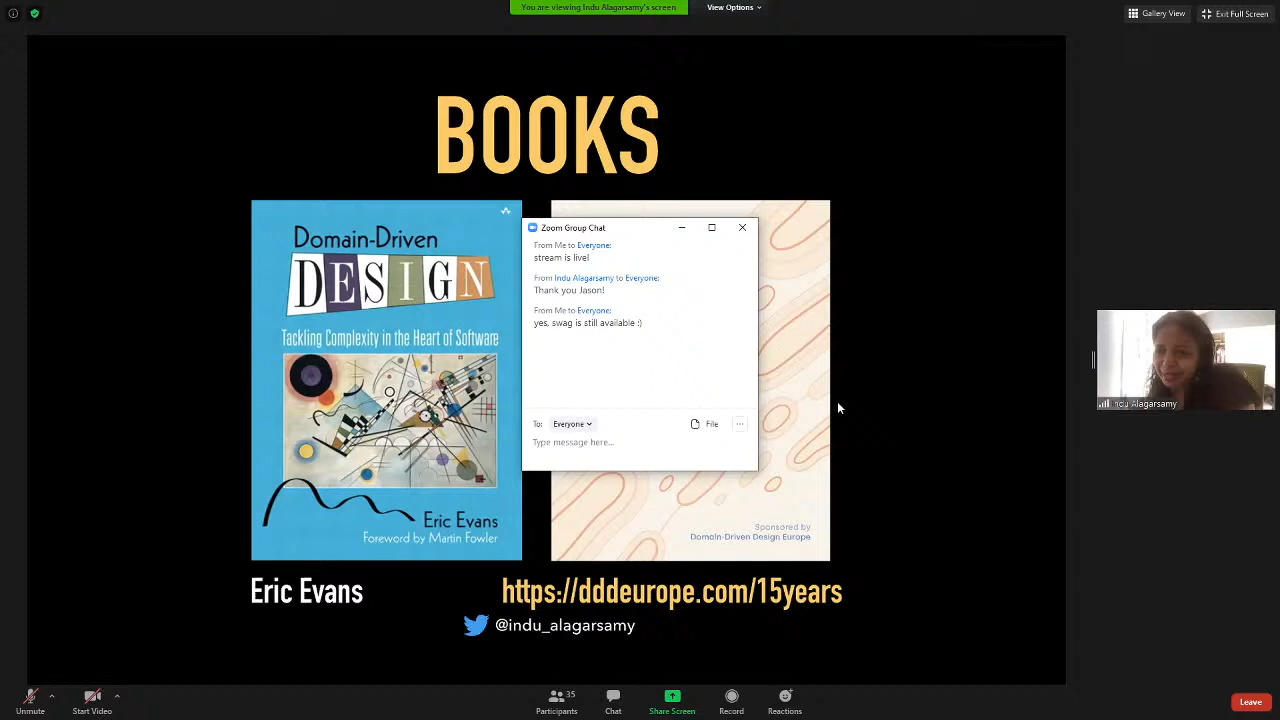 You are viewing Indu Alagarsamy's screen
View Options
Gallery View
Exit Full Screen
BOOKS
Domain-Driven
DESIGN
Tackling Complexity in the Heart of Software
Eric Evans
Foreword by Martin Fowler
Zoom Group Chat
From Me to Everyone:
stream is live!
From Indu Alagarsamy to Everyone:
Thank you Jason!
From Me to Everyone:
yes, swag is still available :)
To: Everyone
File
Type message here...
Sponsored by
Domain-Driven Design Europe
Indu Alagarsamy
Eric Evans
https://dddeurope.com/15years
@indu_alagarsamy
Unmute
Start Video
35
Participants
Chat
Share Screen
Record
Reactions
Leave